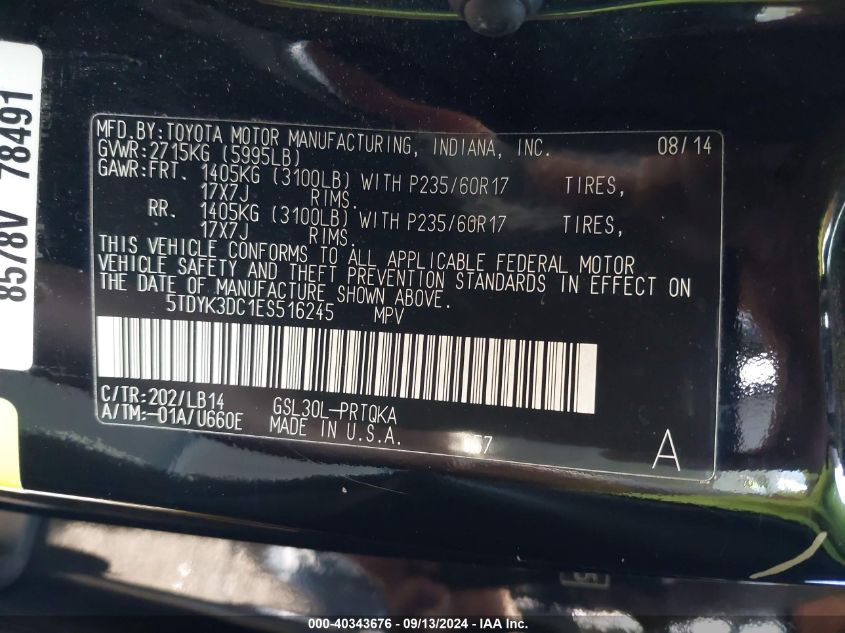 8578V 78491
MFD.BY:TOYOTA MOTOR MANUFACTURING, INDIANA, INC. 08/14
GVWR:2715KG (5995LB)
GAWR:FRT. 1405KG (3100LB) WITH P235/60R17 TIRES,
17X7J RIMS.
RR. 1405KG (3100LB) WITH P235/60R17 TIRES,
17X7J RIMS.
THIS VEHICLE CONFORMS TO ALL APPLICABLE FEDERAL MOTOR
VEHICLE SAFETY AND THEFT PREVENTION STANDARDS IN EFFECT ON
THE DATE OF MANUFACTURE SHOWN ABOVE.
5TDYK3DC1ES516245 MPV
C/TR:202/LB14 GSL30L-PRTQKA
A/TM:-01A/U660E MADE IN U.S.A.
A
000-40343676 - 09/13/2024 - IAA Inc.